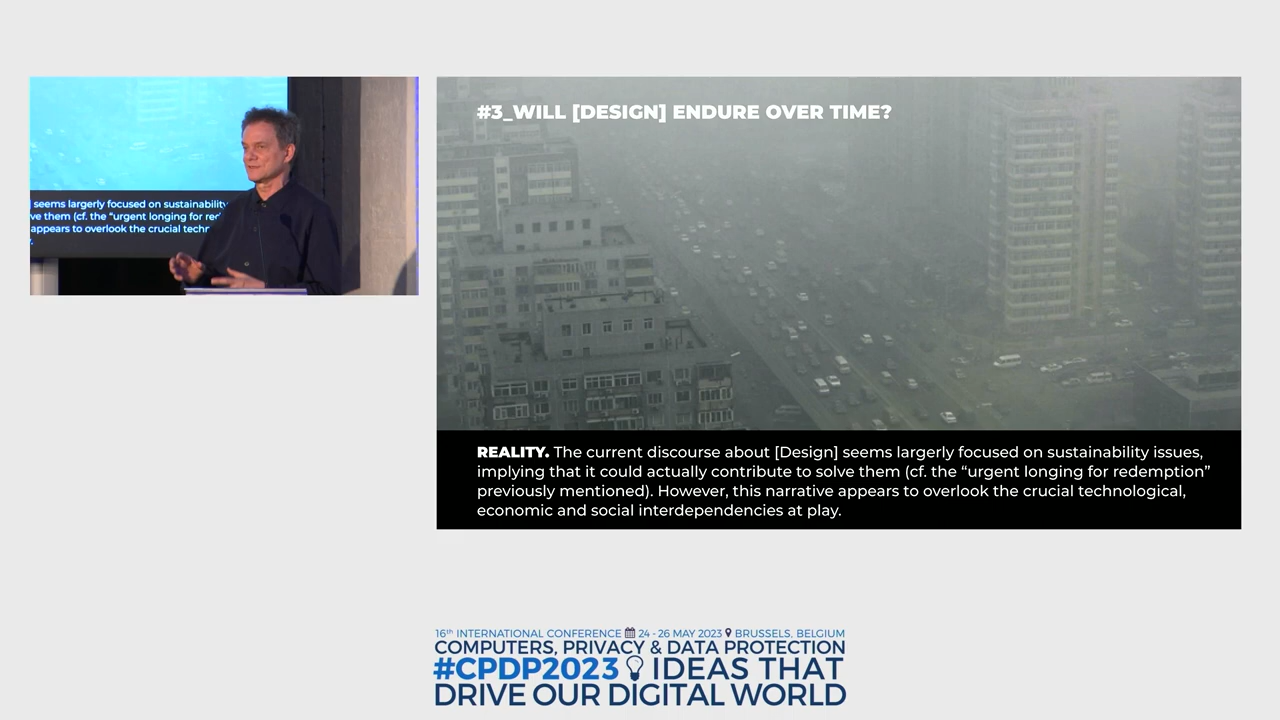 seems largely focused on sustainability
ve them (cf. the “urgent longing for red
appears to overlook the crucial techn
#3_WILL [DESIGN] ENDURE OVER TIME?
REALITY. The current discourse about [Design] seems largely focused on sustainability issues,
implying that it could actually contribute to solve them (cf. the “urgent longing for redemption”
previously mentioned). However, this narrative appears to overlook the crucial technological,
economic and social interdependencies at play.
16th INTERNATIONAL CONFERENCE 24 - 26 MAY 2023 BRUSSELS, BELGIUM
COMPUTERS, PRIVACY & DATA PROTECTION
#CPDP2023 IDEAS THAT
DRIVE OUR DIGITAL WORLD